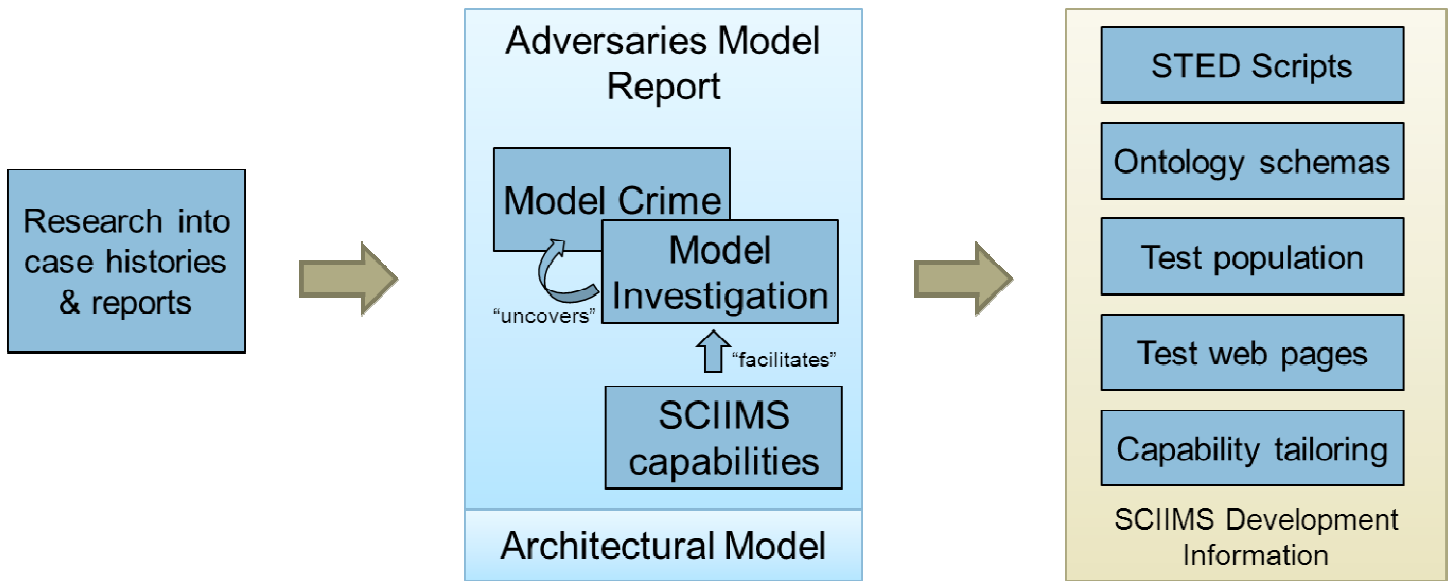 Research into
case histories
& reports
Adversaries Model
Report
Model Crime
Model
Investigation
“uncovers”
“facilitates”
SCIIMS
capabilities
Architectural Model
STED Scripts
Ontology schemas
Test population
Test web pages
Capability tailoring
SCIIMS Development
Information